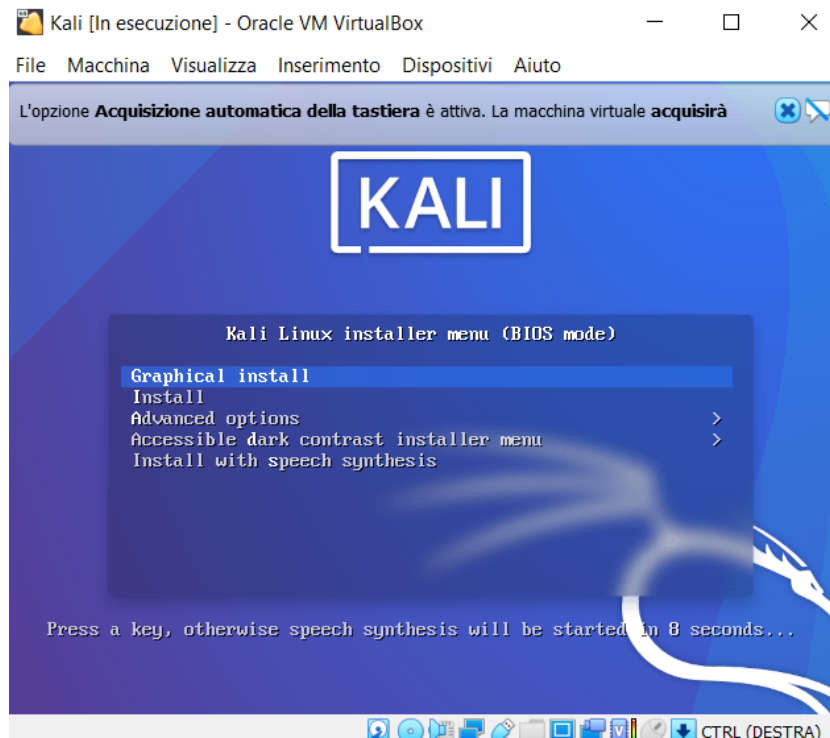 Kali [In esecuzione] - Oracle VM VirtualBox
File Macchina Visualizza Inserimento Dispositivi Aiuto
L'opzione Acquisizione automatica della tastiera è attiva. La macchina virtuale acquisirà
KALI
Kali Linux installer menu (BIOS mode)
Graphical install
Install
Advanced options >
Accessible dark contrast installer menu >
Install with speech synthesis
Press a key, otherwise speech synthesis will be started in 8 seconds...
CTRL (DESTRA)